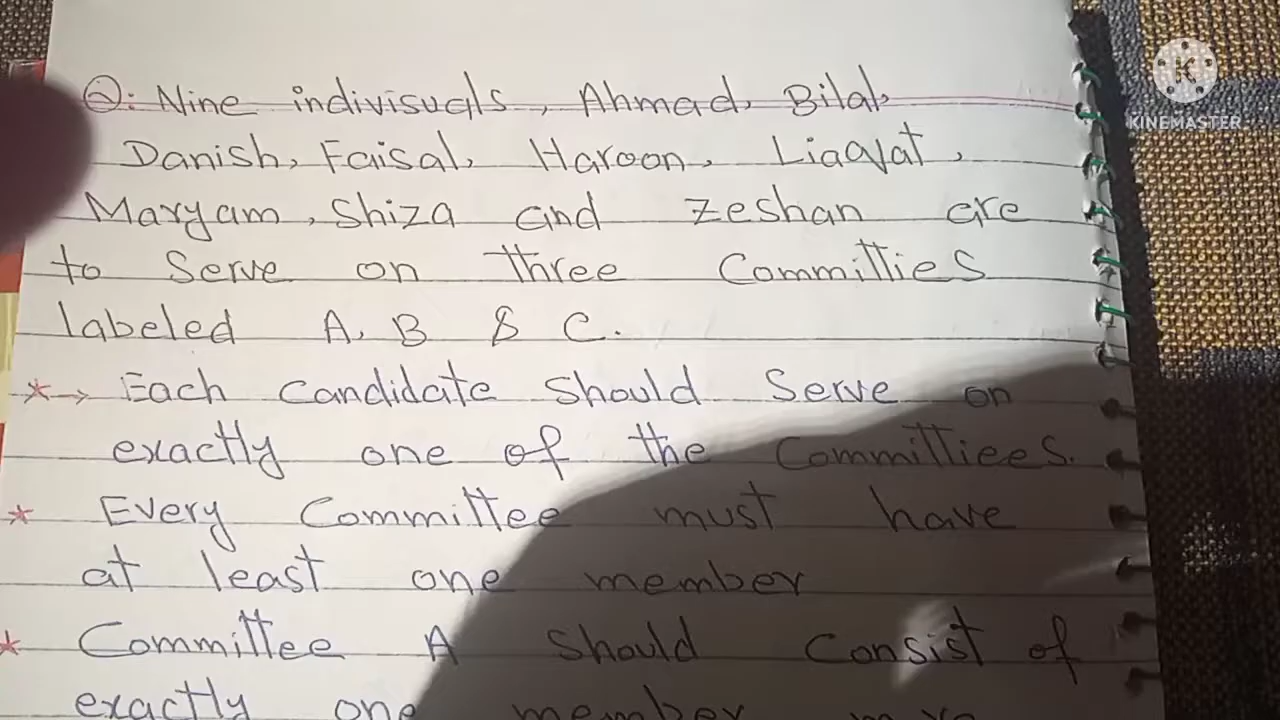 Q: Nine indivisuals, Ahmad, Bilal,
Danish, Faisal, Haroon, Liaqat,
Maryam, Shiza and Zeshan are
to Serve on three Committies
labeled A, B & C.
* → Each candidate should Serve on
exactly one of the Committiees.
* Every Committee must have
at least one member
* Committee A should Consist of
exactly one member
K
KINEMASTER